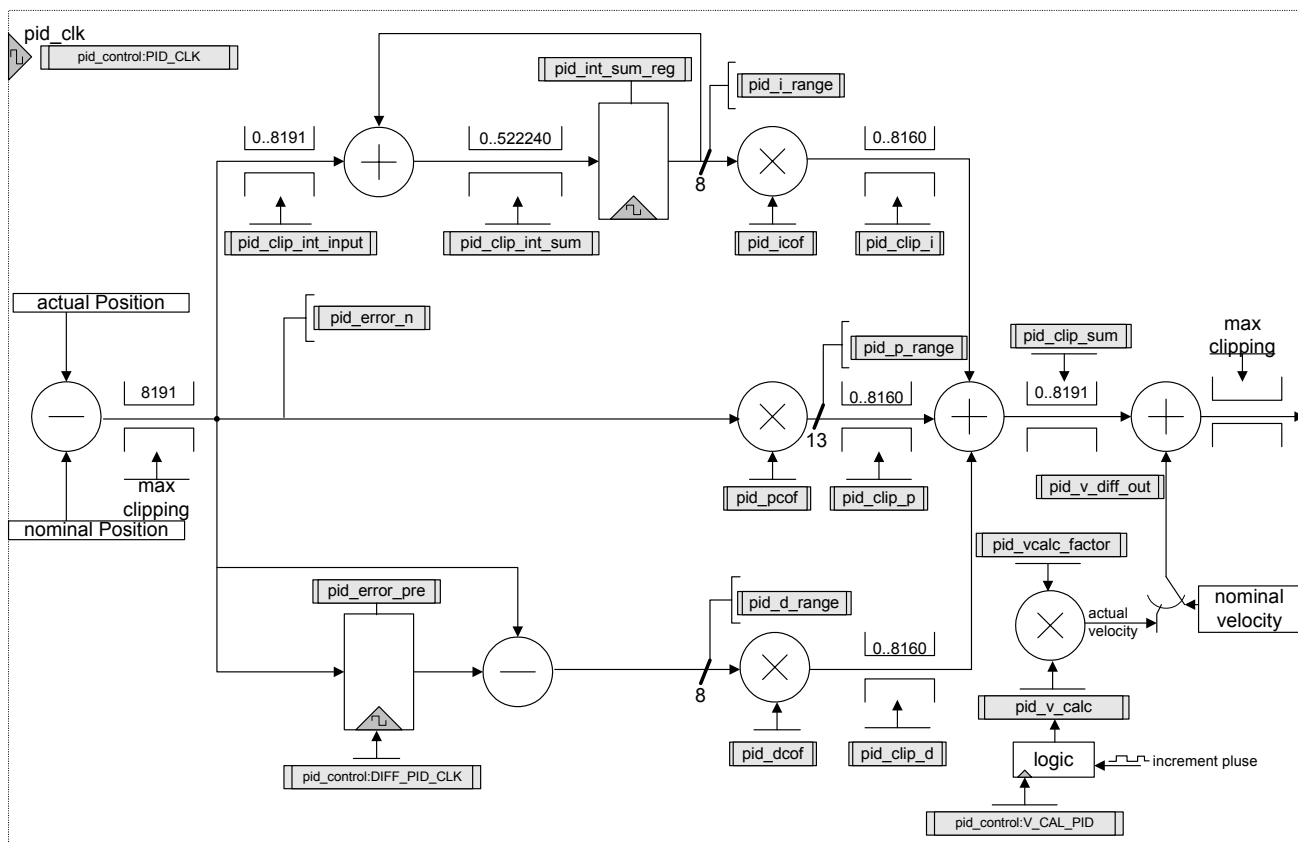 pid_clk
pid_control:PID_CLK
pid_int_sum_reg
pid_i_range
0..8191
0..522240
0..8160
8
pid_clip_int_input
pid_clip_int_sum
pid_icof
pid_clip_i
actual Position
pid_error_n
pid_p_range
pid_clip_sum
max
clipping
8191
0..8160
0..8191
13
max
clipping
nominal Position
pid_pcof
pid_clip_p
pid_v_diff_out
pid_vcalc_factor
pid_error_pre
pid_d_range
actual
velocity
nominal
velocity
0..8160
8
pid_v_calc
pid_dcof
pid_clip_d
pid_control:DIFF_PID_CLK
logic
increment pluse
pid_control:V_CAL_PID